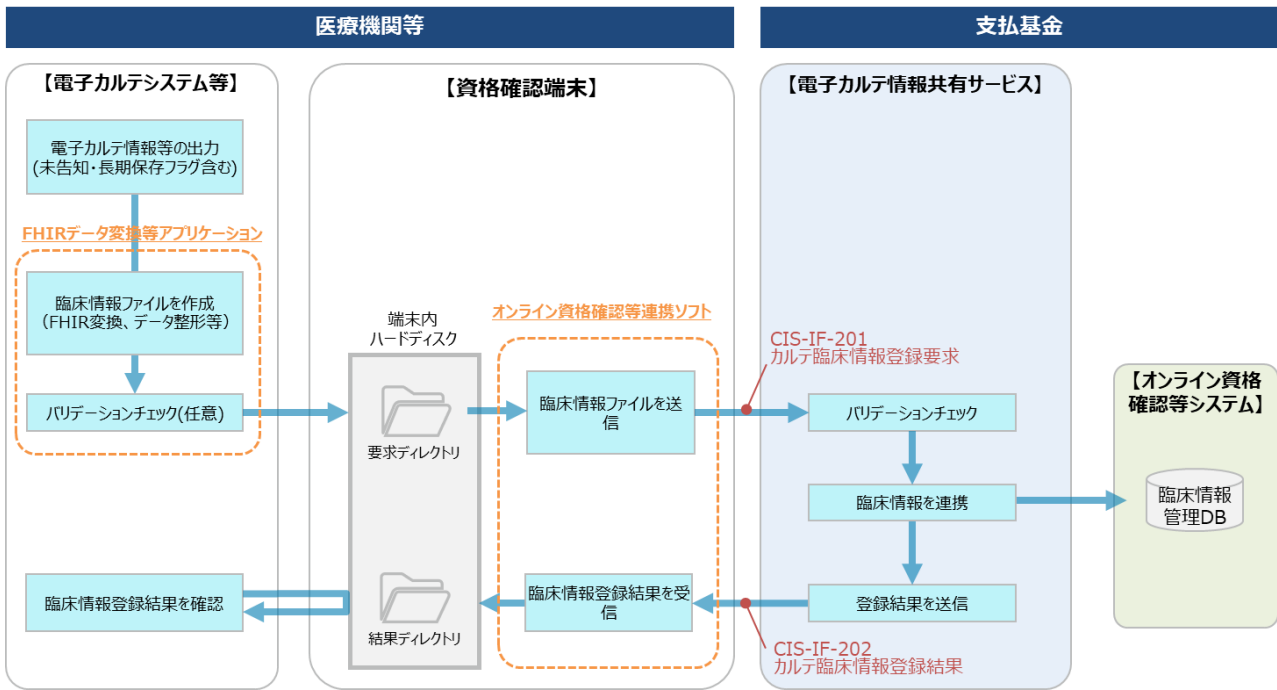 医療機関等
支払基金
【電子カルテシステム等】
【資格確認端末】
【電子カルテ情報共有サービス】
電子カルテ情報等の出力
(未告知・長期保存フラグ含む)
FHIRデータ変換等アプリケーション
臨床情報ファイルを作成
(FHIR変換、データ整形等)
バリデーションチェック(任意)
端末内
ハードディスク
要求ディレクトリ
オンライン資格確認等連携ソフト
臨床情報ファイルを送
信
CIS-IF-201
カルテ臨床情報登録要求
バリデーションチェック
臨床情報を連携
【オンライン資格
確認等システム】
臨床情報
管理DB
臨床情報登録結果を確認
結果ディレクトリ
臨床情報登録結果を受
信
登録結果を送信
CIS-IF-202
カルテ臨床情報登録結果